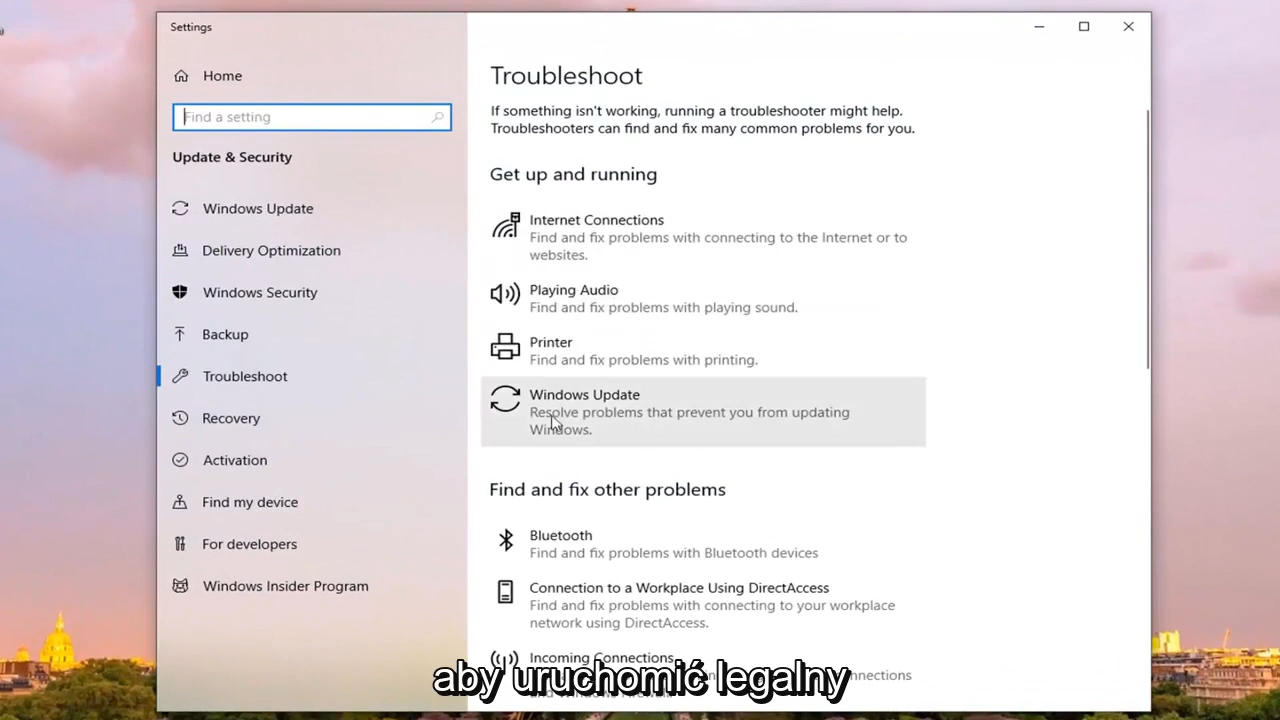 Settings
Home
Find a setting
Update & Security
Windows Update
Delivery Optimization
Windows Security
Backup
Troubleshoot
Recovery
Activation
Find my device
For developers
Windows Insider Program
Troubleshoot
If something isn't working, running a troubleshooter might help.
Troubleshooters can find and fix many common problems for you.
Get up and running
Internet Connections
Find and fix problems with connecting to the Internet or to
websites.
Playing Audio
Find and fix problems with playing sound.
Printer
Find and fix problems with printing.
Windows Update
Resolve problems that prevent you from updating
Windows.
Find and fix other problems
Bluetooth
Find and fix problems with Bluetooth devices
Connection to a Workplace Using DirectAccess
Find and fix problems with connecting to your workplace
network using DirectAccess.
Incoming Connections
connections
aby uruchomić legalny